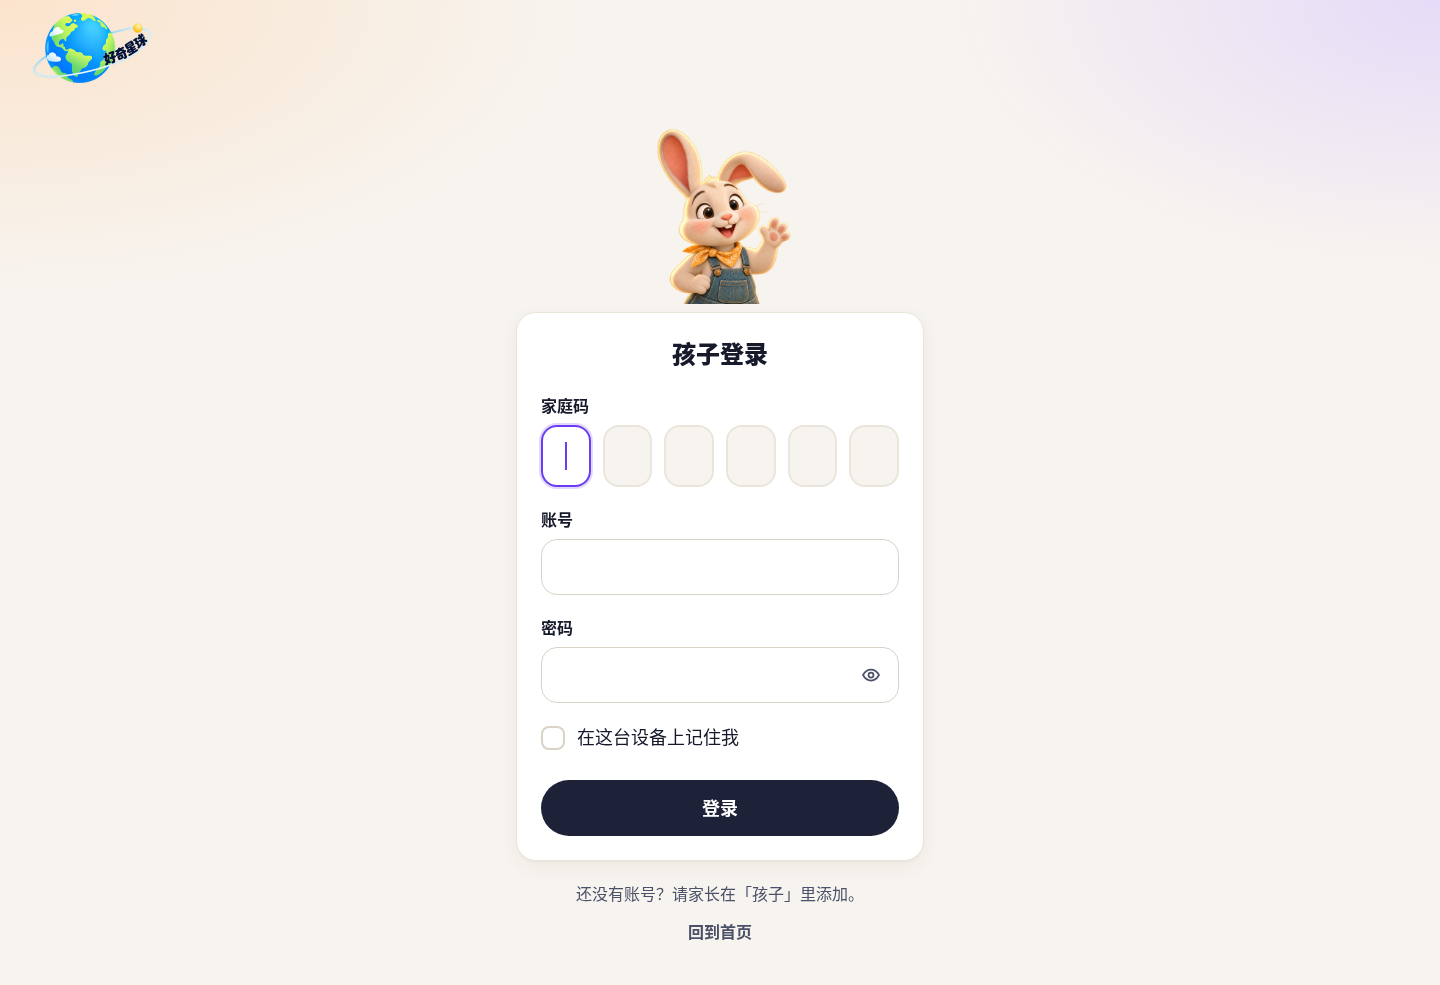 好奇星球
孩子登录
家庭码
账号
密码
在这台设备上记住我
登录
还没有账号？请家长在「孩子」里添加。
回到首页